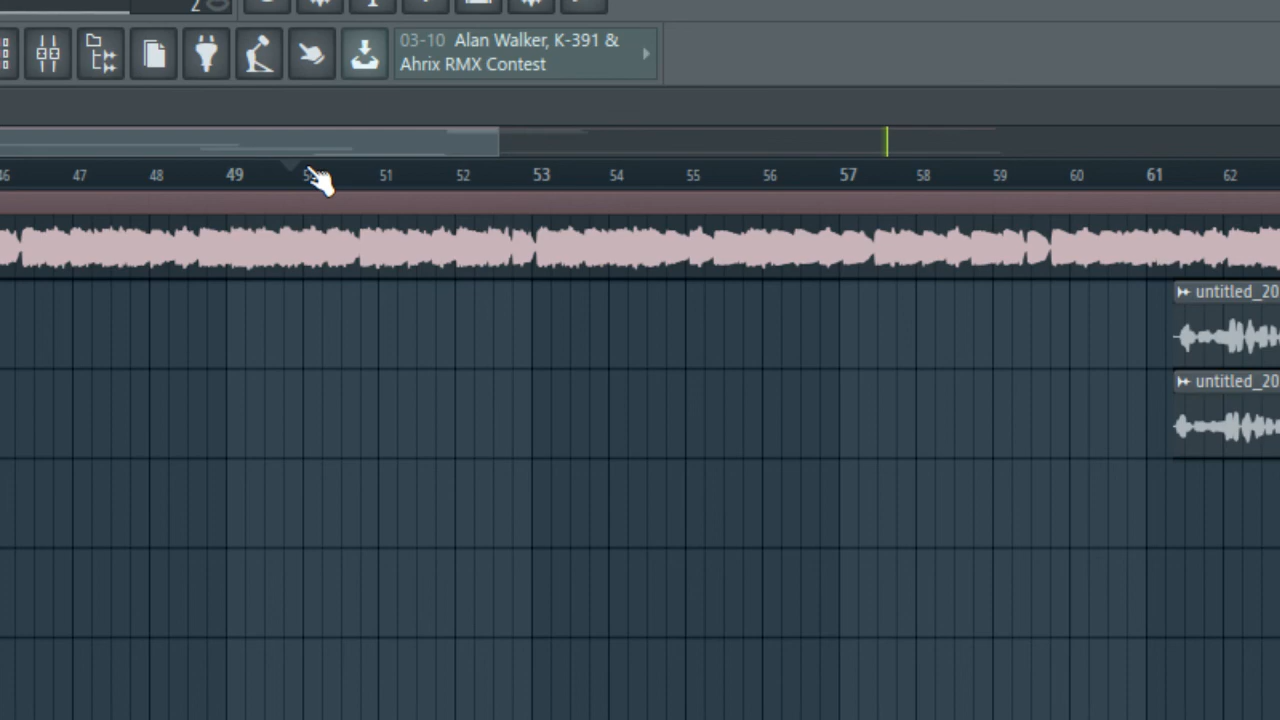 03-10 Alan Walker, K-391 &
Ahrix RMX Contest
46 47 48 49 50 51 52 53 54 55 56 57 58 59 60 61 62
untitled_20
untitled_20